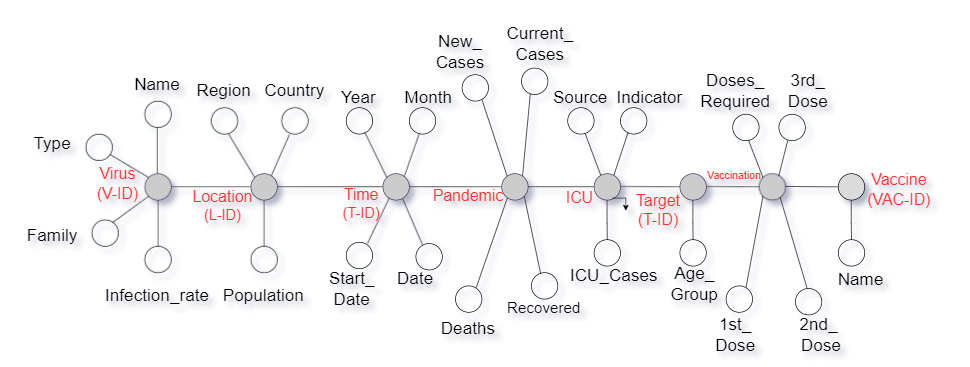 New_
Cases
Current_
Cases
Name
Region
Country
Year
Month
Source
Indicator
Doses_
Required
3rd_
Dose
Type
Virus
(V-ID)
Location
(L-ID)
Time
(T-ID)
Pandemic
ICU
Target
(T-ID)
Vaccination
Vaccine
(VAC-ID)
Family
Infection_rate
Population
Start_
Date
Date
Deaths
Recovered
ICU_Cases
Age_
Group
1st_
Dose
2nd_
Dose
Name